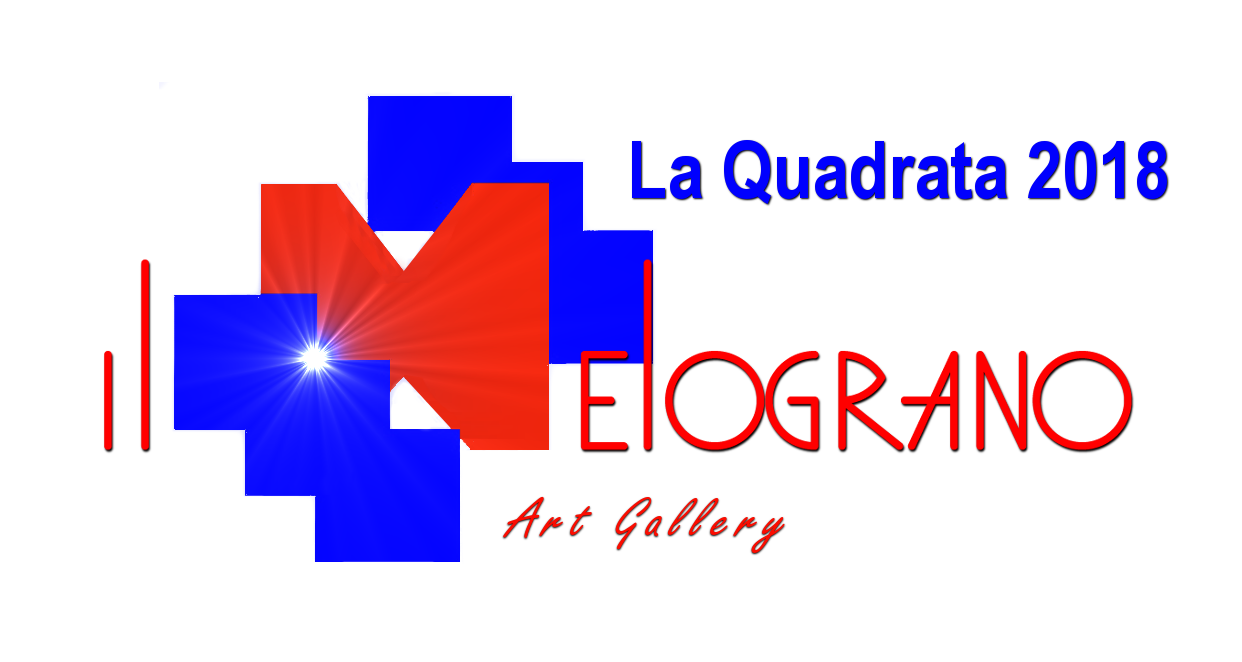 La Quadrata 2018
Il MElOGRANO
Art Gallery